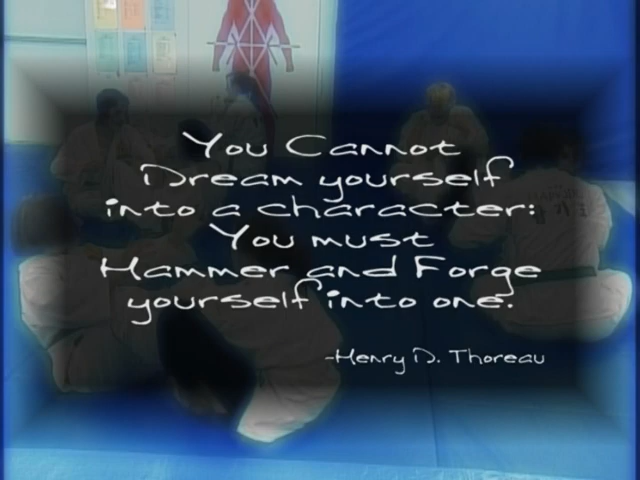 You Cannot
Dream yourself
into a character:
You must
Hammer and Forge
yourself into one.
-Henry D. Thoreau